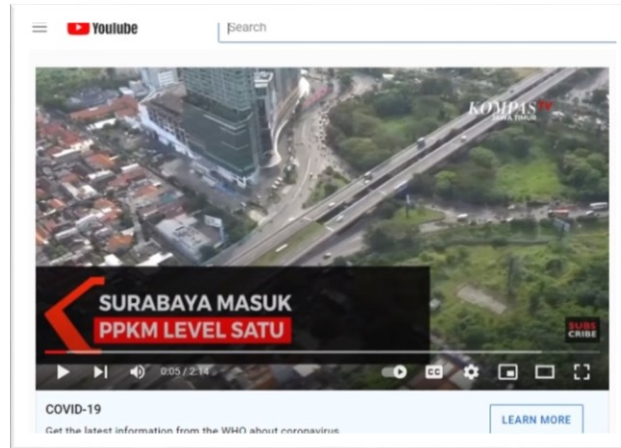 YouTube
Search
KOMPAS TV
JAWA TIMUR
SURABAYA MASUK
PPKM LEVEL SATU
SUBS
CRIBE
0:05 / 2:14
CC
COVID-19
Get the latest information from the WHO about coronavirus.
LEARN MORE